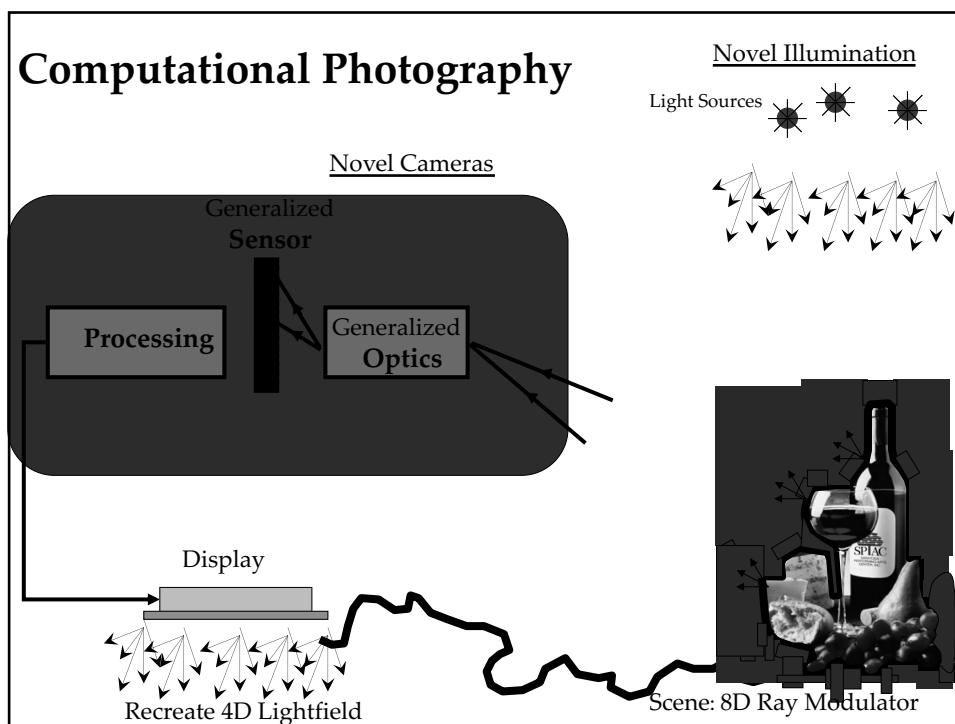 Computational Photography
Novel Illumination
Light Sources
Novel Cameras
Generalized
Sensor
Processing
Generalized
Optics
Display
Recreate 4D Lightfield
SPIAC
Scene: 8D Ray Modulator